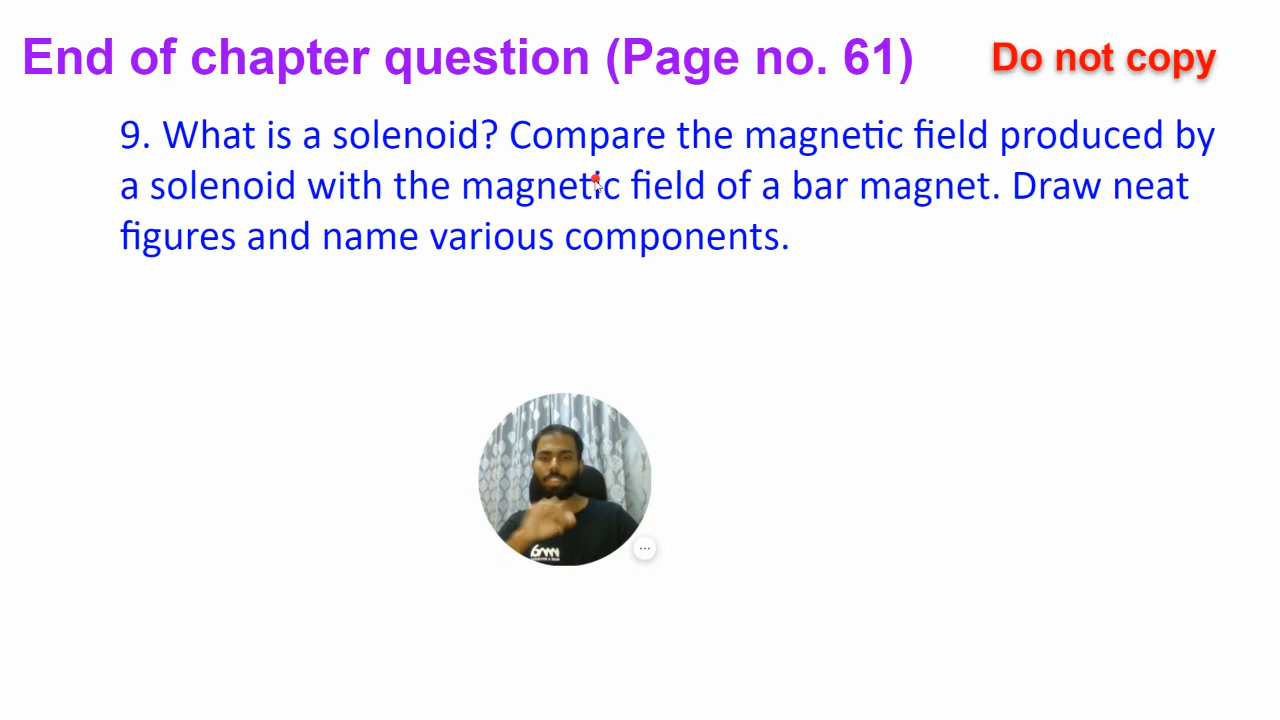 End of chapter question (Page no. 61)
Do not copy
9. What is a solenoid? Compare the magnetic field produced by
a solenoid with the magnetic field of a bar magnet. Draw neat
figures and name various components.